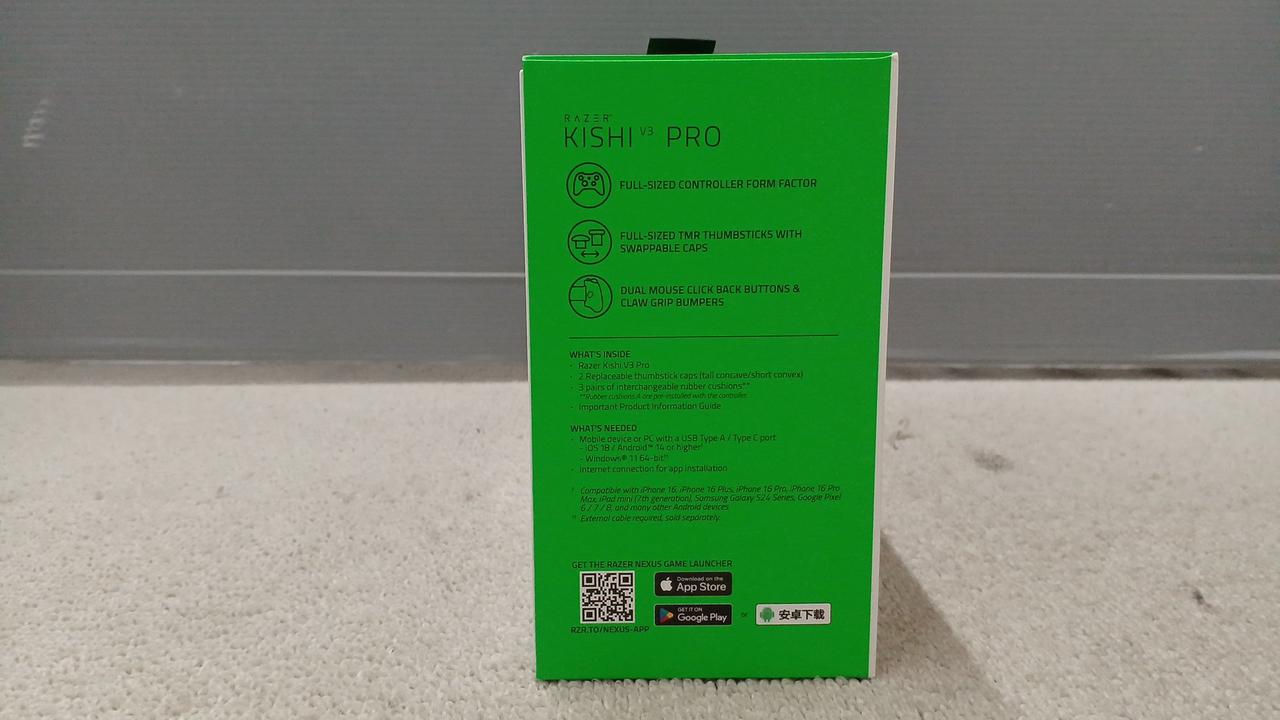 RAZER™
KISHI V3 PRO
FULL-SIZED CONTROLLER FORM FACTOR
FULL-SIZED TMR THUMBSTICKS WITH
SWAPPABLE CAPS
DUAL MOUSE CLICK BACK BUTTONS &
CLAW GRIP BUMPERS
WHAT'S INSIDE
· Razer Kishi V3 Pro
· 2 Replaceable thumbstick caps (tall concave/short convex)
· 3 pairs of interchangeable rubber cushions**
**Rubber cushions A are pre-installed with the controller.
· Important Product Information Guide
WHAT'S NEEDED
· Mobile device or PC with a USB Type A / Type C port
- iOS 18 / Android™ 14 or higher†
- Windows® 11 64-bit††
· Internet connection for app installation
† Compatible with iPhone 16, iPhone 16 Plus, iPhone 16 Pro, iPhone 16 Pro
Max, iPad mini (7th generation), Samsung Galaxy S24 Series, Google Pixel
6 / 7 / 8, and many other Android devices
†† External cable required, sold separately.
GET THE RAZER NEXUS GAME LAUNCHER
Download on the
App Store
GET IT ON
Google Play
or
安卓下载
RZR.TO/NEXUS-APP